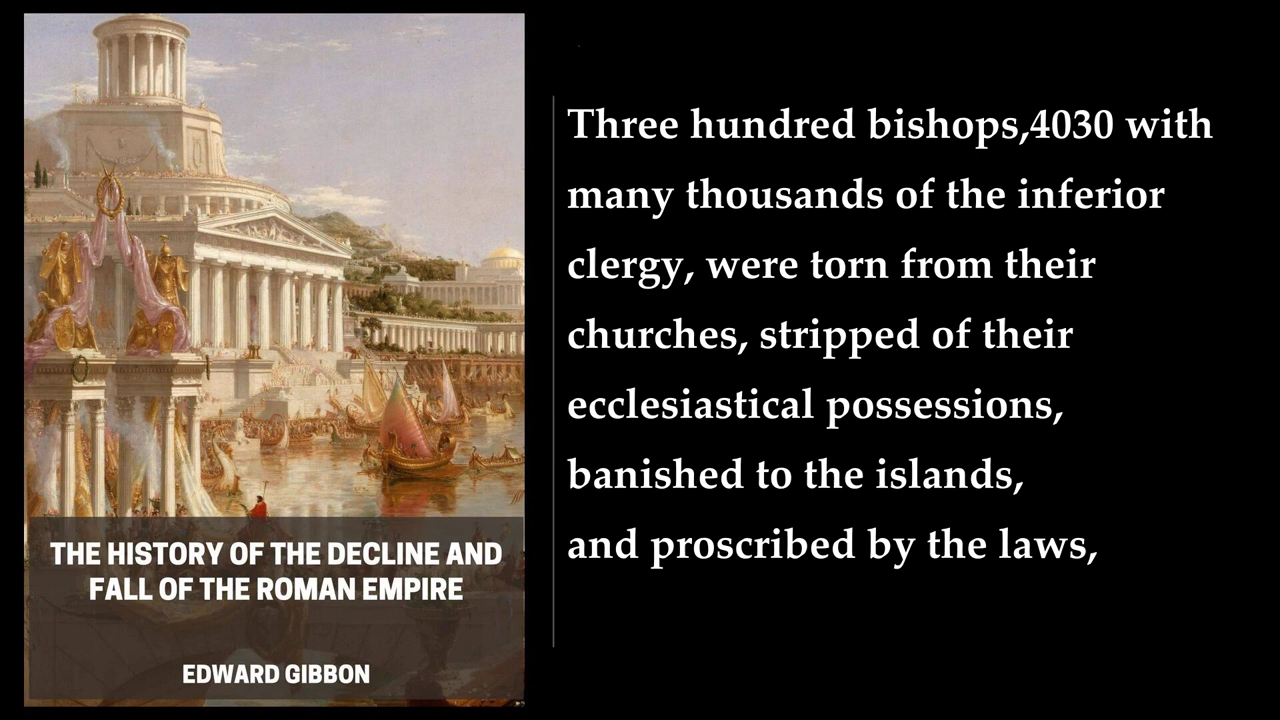 THE HISTORY OF THE DECLINE AND
FALL OF THE ROMAN EMPIRE
EDWARD GIBBON
Three hundred bishops,4030 with
many thousands of the inferior
clergy, were torn from their
churches, stripped of their
ecclesiastical possessions,
banished to the islands,
and proscribed by the laws,